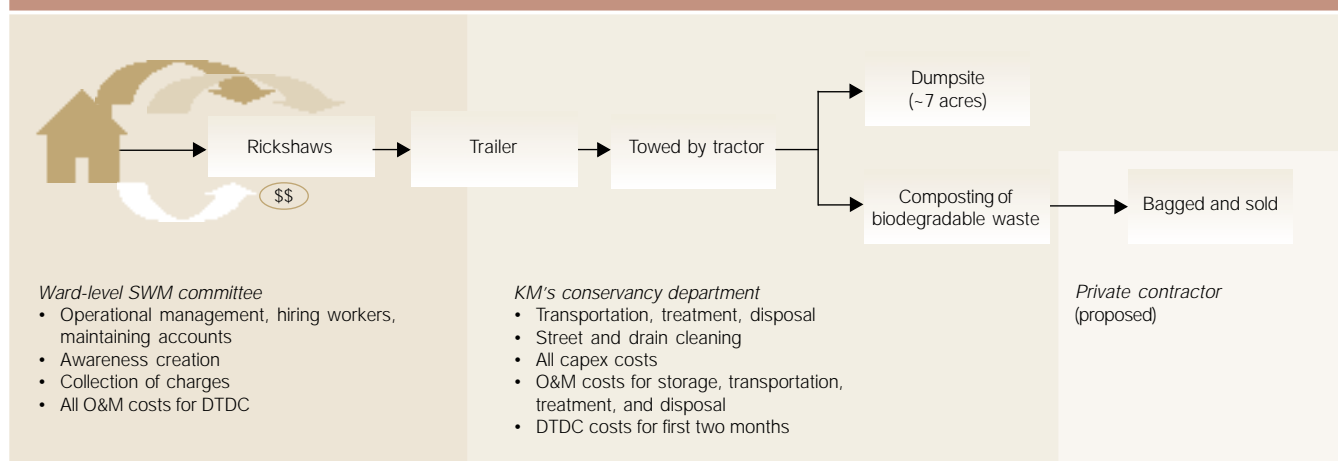 Rickshaws
$$
Trailer
Towed by tractor
Dumpsite
(~7 acres)
Composting of
biodegradable waste
Bagged and sold
Ward-level SWM committee
• Operational management, hiring workers,
maintaining accounts
• Awareness creation
• Collection of charges
• All O&M costs for DTDC
KM's conservancy department
• Transportation, treatment, disposal
• Street and drain cleaning
• All capex costs
• O&M costs for storage, transportation,
treatment, and disposal
• DTDC costs for first two months
Private contractor
(proposed)